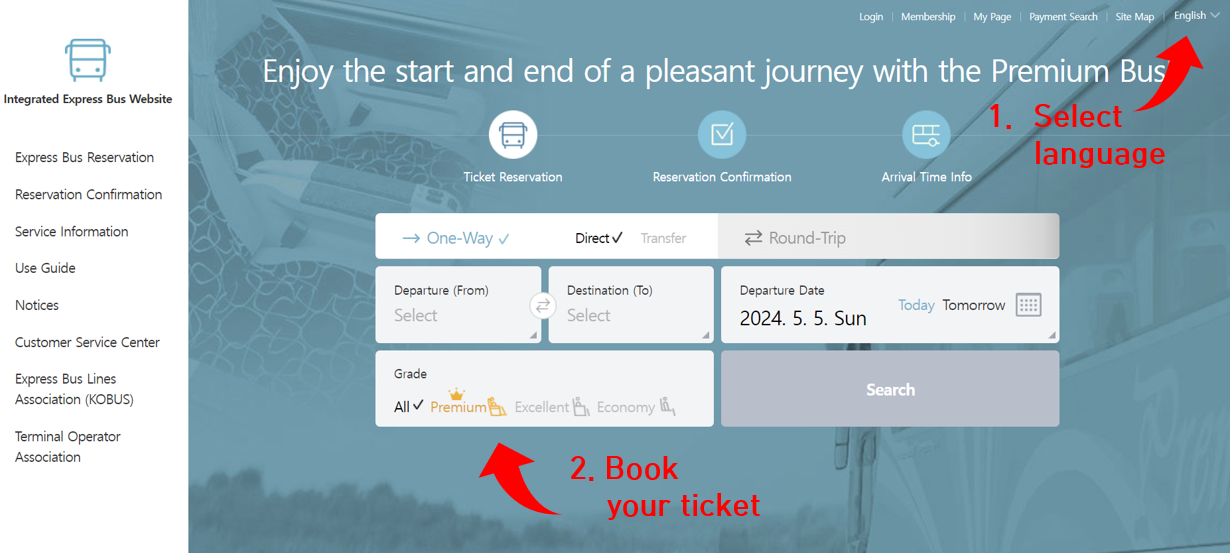 Login Membership My Page Payment Search Site Map English
Integrated Express Bus Website
Express Bus Reservation
Reservation Confirmation
Service Information
Use Guide
Notices
Customer Service Center
Express Bus Lines
Association (KOBUS)
Terminal Operator
Association
Enjoy the start and end of a pleasant journey with the Premium Bus
1. Select
language
Ticket Reservation Reservation Confirmation Arrival Time Info
One-Way Direct Transfer Round-Trip
Departure (From) Destination (To) Departure Date
Select Select 2024. 5. 5. Sun Today Tomorrow
Grade
All Premium Excellent Economy
Search
2. Book
your ticket